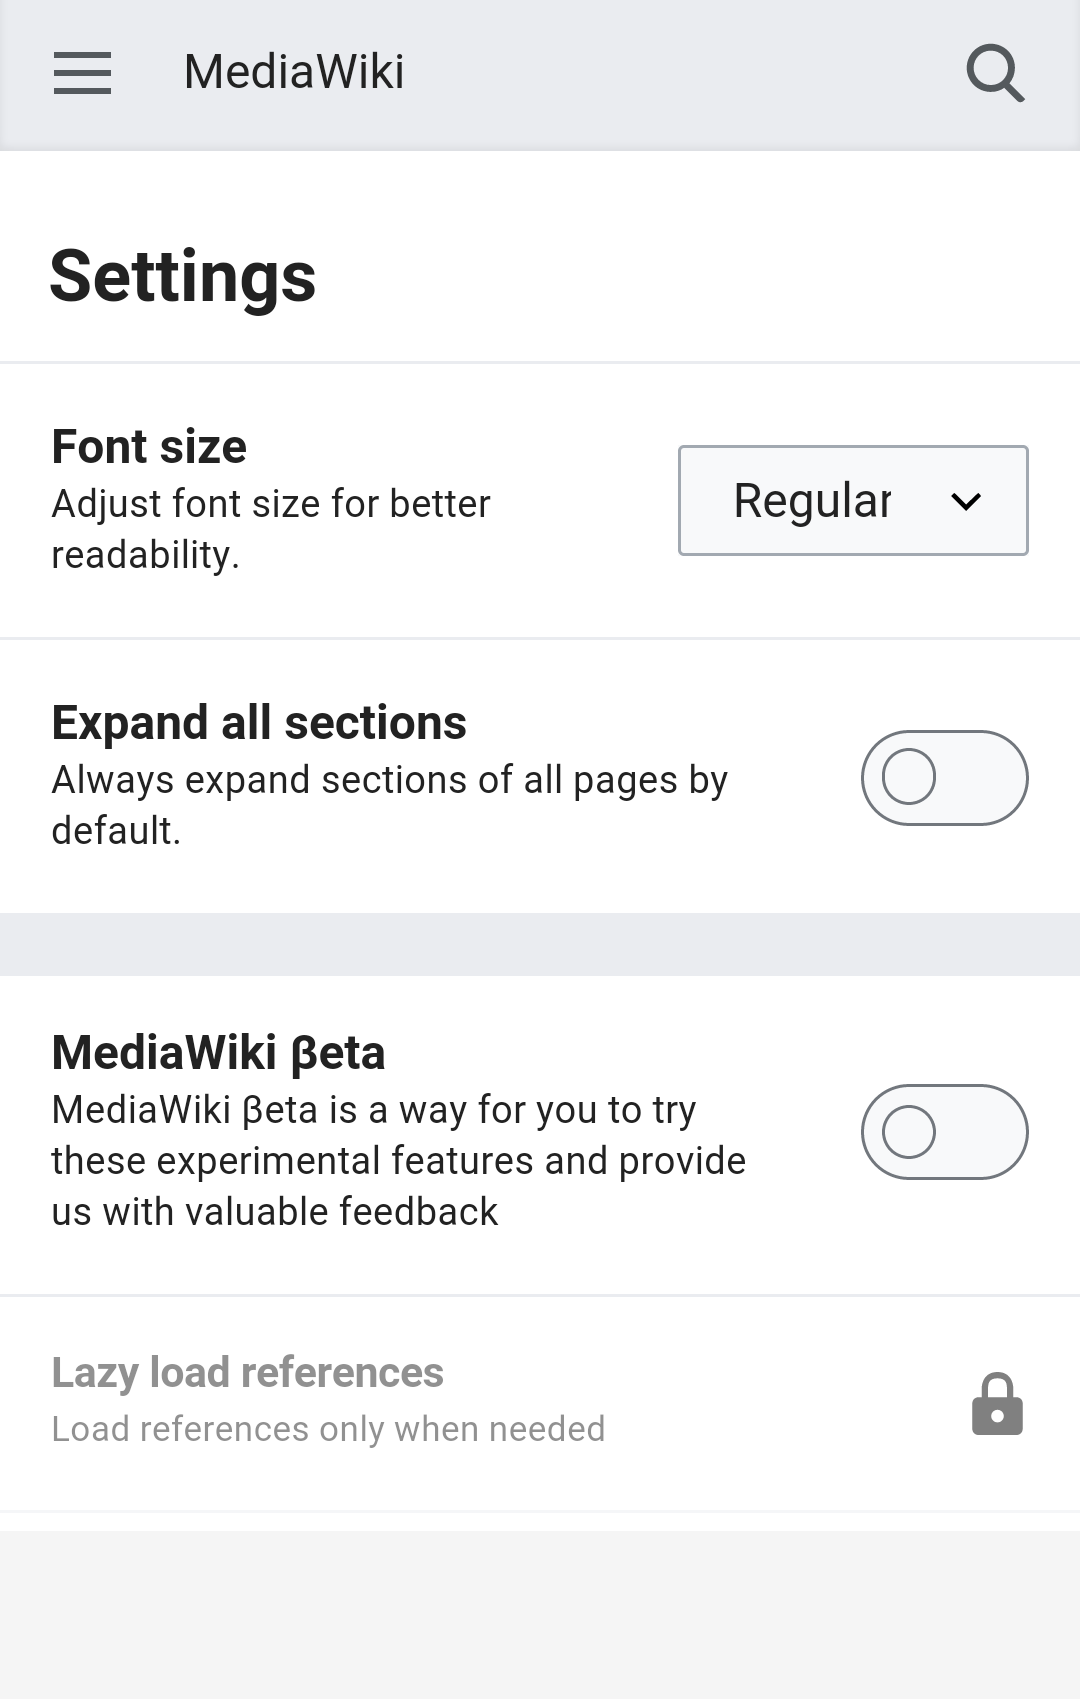 MediaWiki
Settings
Font size
Adjust font size for better
readability.
Regular
Expand all sections
Always expand sections of all pages by
default.
MediaWiki βeta
MediaWiki βeta is a way for you to try
these experimental features and provide
us with valuable feedback
Lazy load references
Load references only when needed